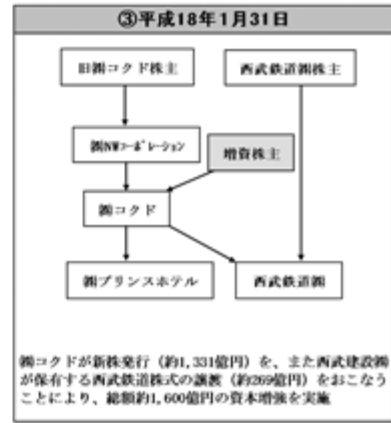 ③平成18年1月31日
旧㈱コクド株主
西武鉄道㈱株主
㈱NWｺｰﾎﾟﾚｰｼｮﾝ
増資株主
㈱コクド
㈱プリンスホテル
西武鉄道㈱
㈱コクドが新株発行（約1,331億円）を、また西武建設㈱
が保有する西武鉄道株式の譲渡（約269億円）をおこなう
ことにより、総額約1,600億円の資本増強を実施